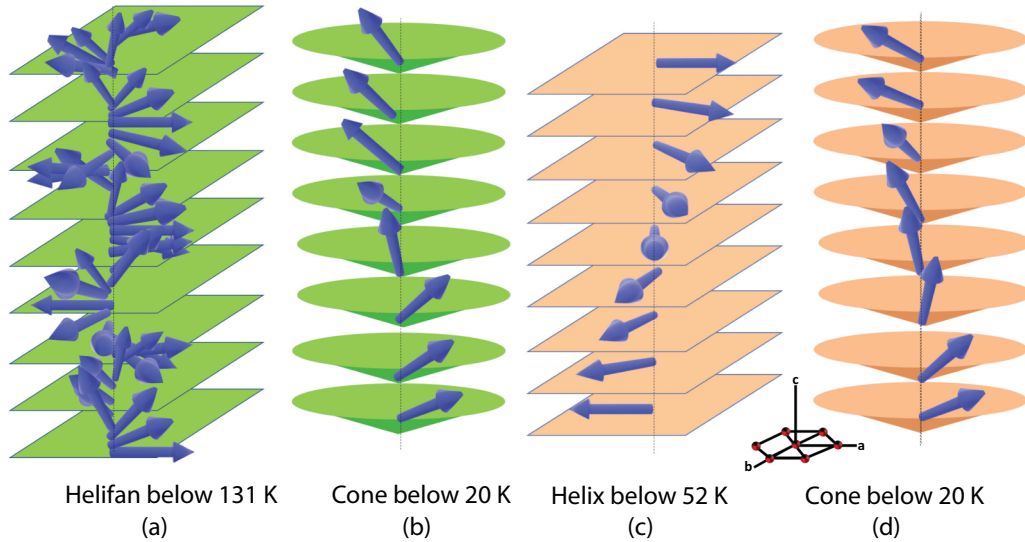 c
a
b
Helifan below 131 K
Cone below 20 K
Helix below 52 K
Cone below 20 K
(a)
(b)
(c)
(d)